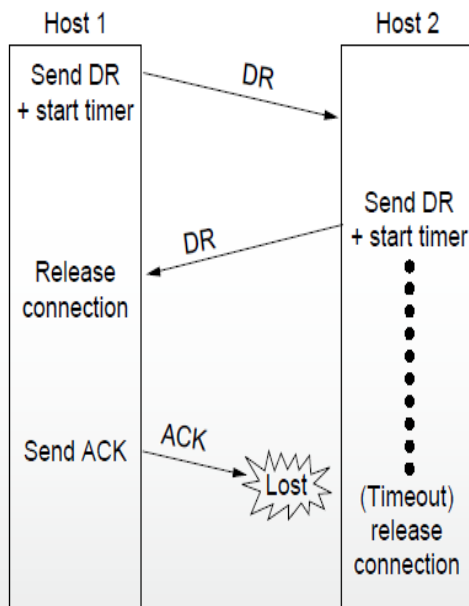 Host 1
Host 2
Send DR
+ start timer
DR
Send DR
+ start timer
DR
Release
connection
Send ACK
ACK
Lost
(Timeout)
release
connection